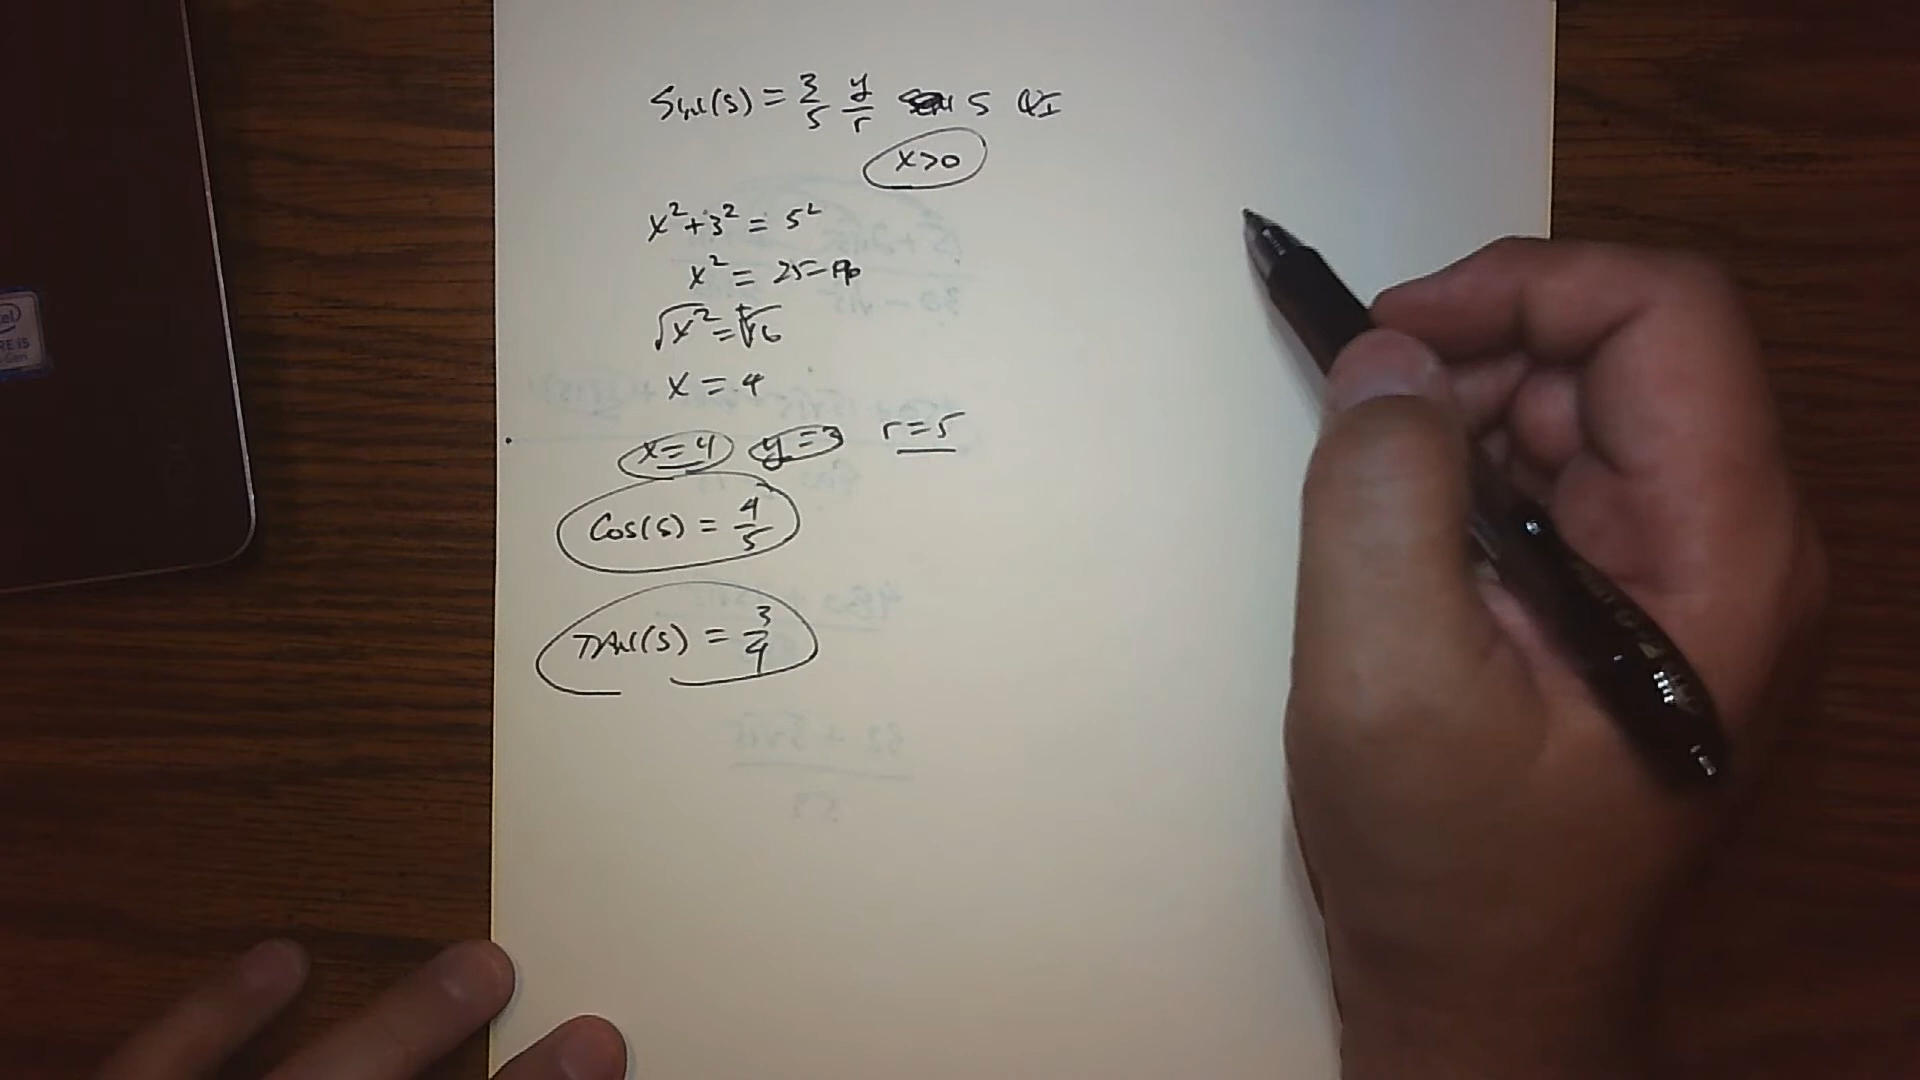 Sin(s) = 3/5 y/r S QI
x>0
x²+3² = 5²
x² = 25-
√x² = ±√16
x = 4
x=4 y=3 r=5
Cos(s) = 4/5
TAN(s) = 3/4